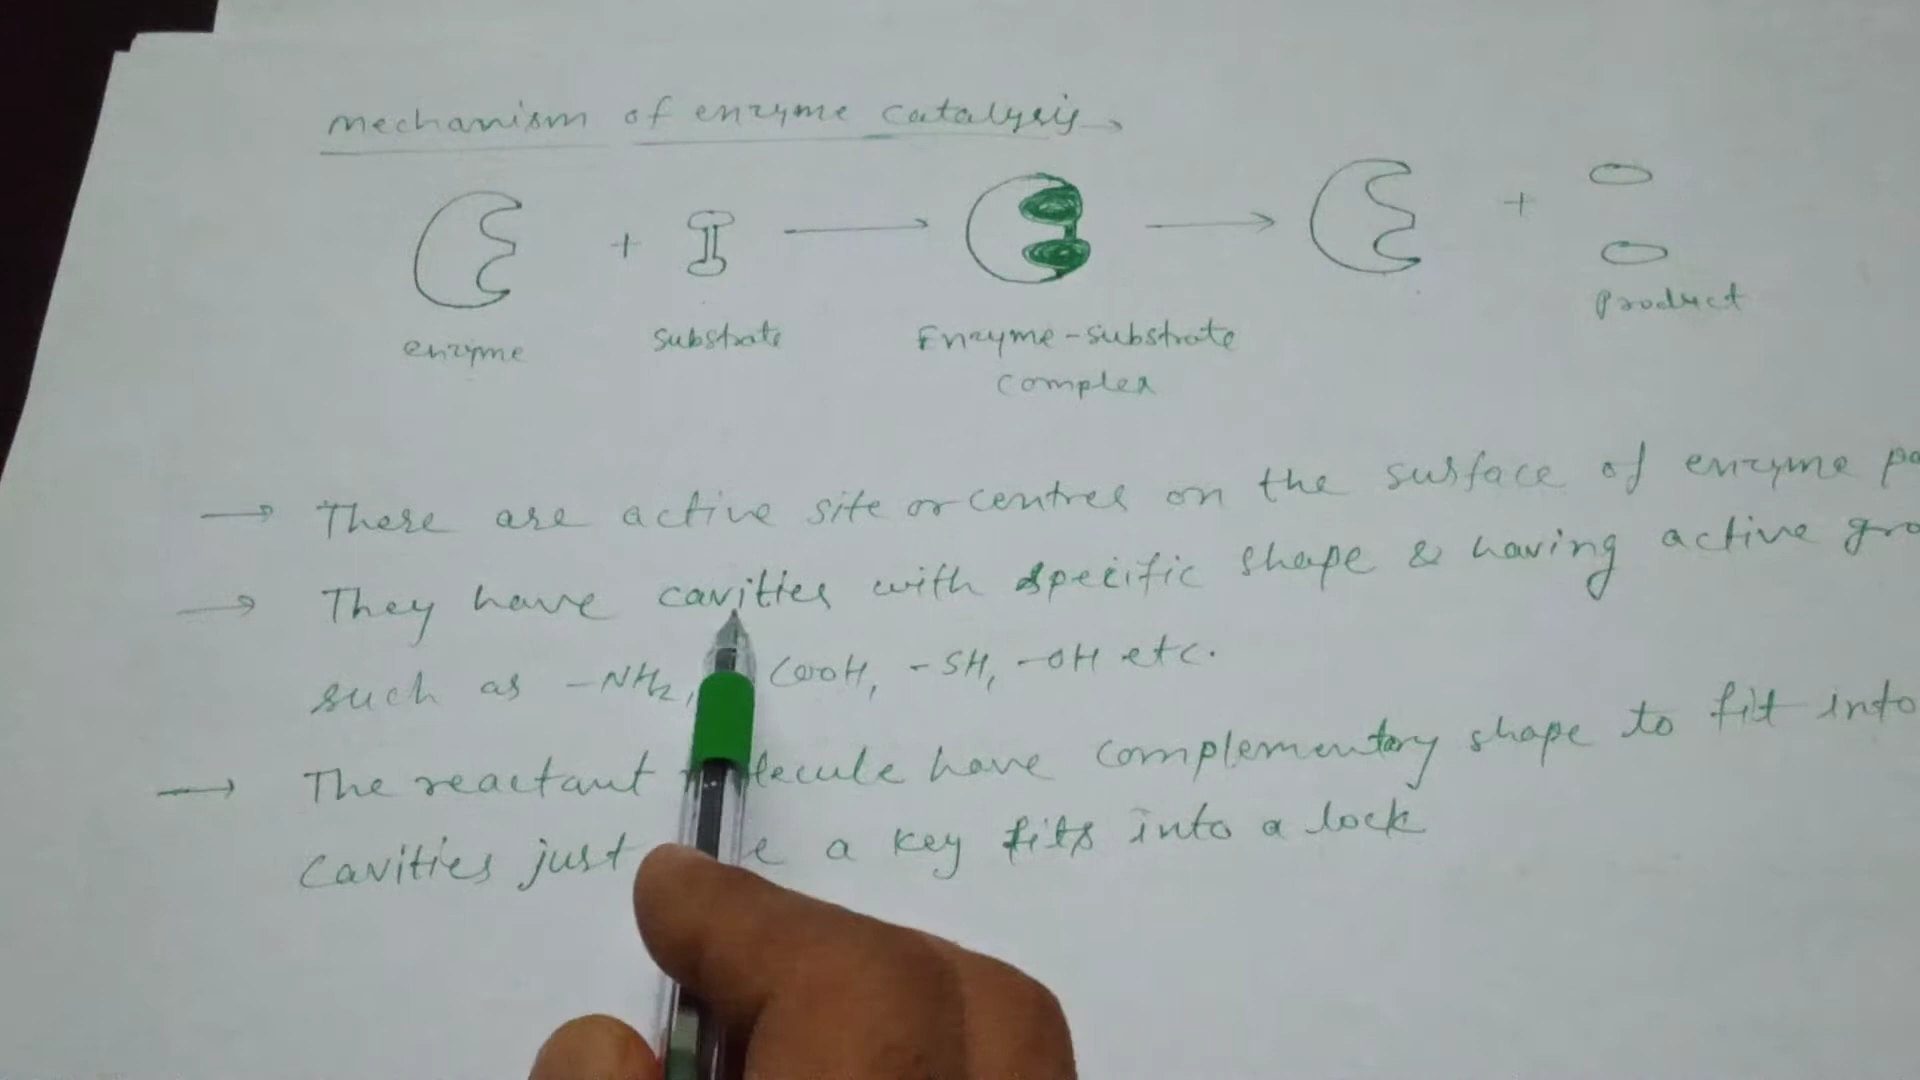 mechanism of enzyme catalysis
+ → → +
enzyme substrate Enzyme-substrate complex product
→ There are active site or centres on the surface of enzyme
→ They have cavities with specific shape & having active
such as -NH2, COOH, -SH, -OH etc.
→ The reactant have complementary shape to fit into
cavities just a key fits into a lock